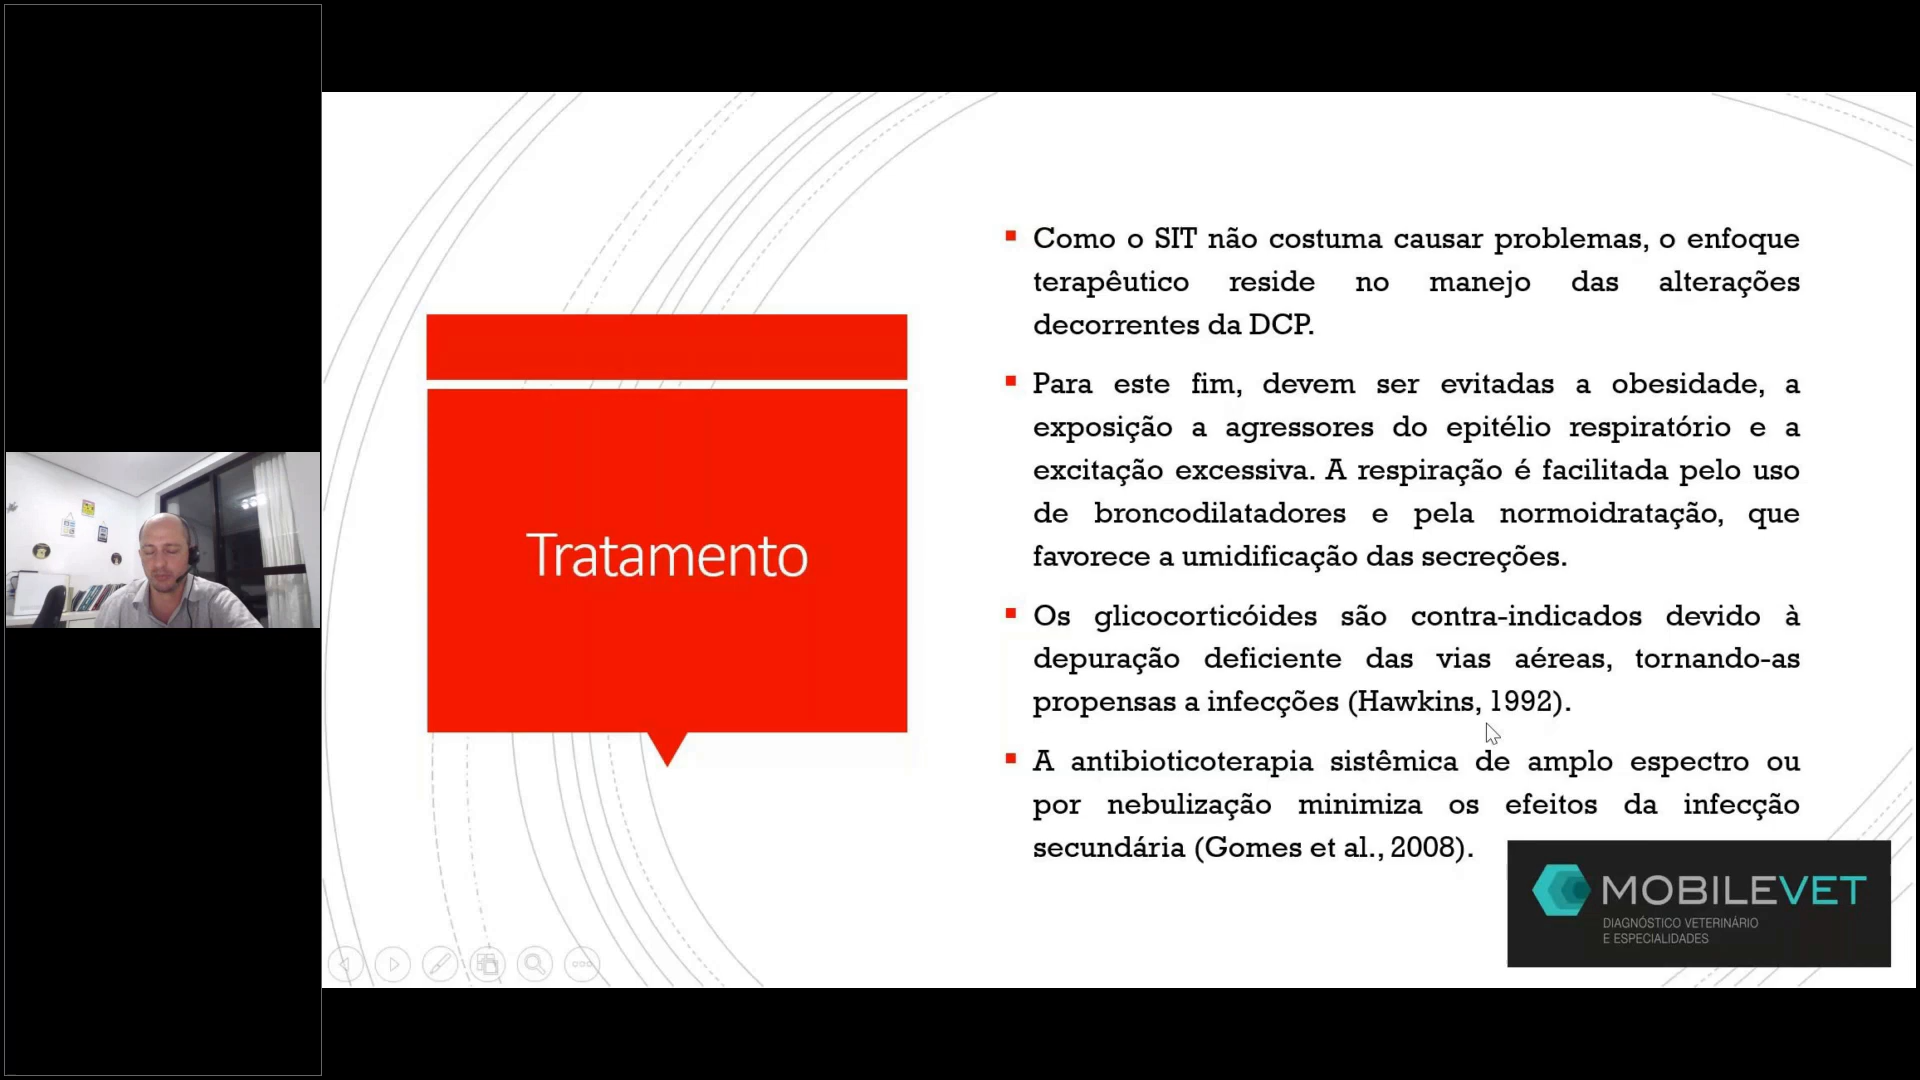 Tratamento
Como o SIT não costuma causar problemas, o enfoque
terapêutico reside no manejo das alterações
decorrentes da DCP.
Para este fim, devem ser evitadas a obesidade, a
exposição a agressores do epitélio respiratório e a
excitação excessiva. A respiração é facilitada pelo uso
de broncodilatadores e pela normoidratação, que
favorece a umidificação das secreções.
Os glicocorticóides são contra-indicados devido à
depuração deficiente das vias aéreas, tornando-as
propensas a infecções (Hawkins, 1992).
A antibioticoterapia sistêmica de amplo espectro ou
por nebulização minimiza os efeitos da infecção
secundária (Gomes et al., 2008).
MOBILEVET
DIAGNÓSTICO VETERINÁRIO
E ESPECIALIDADES